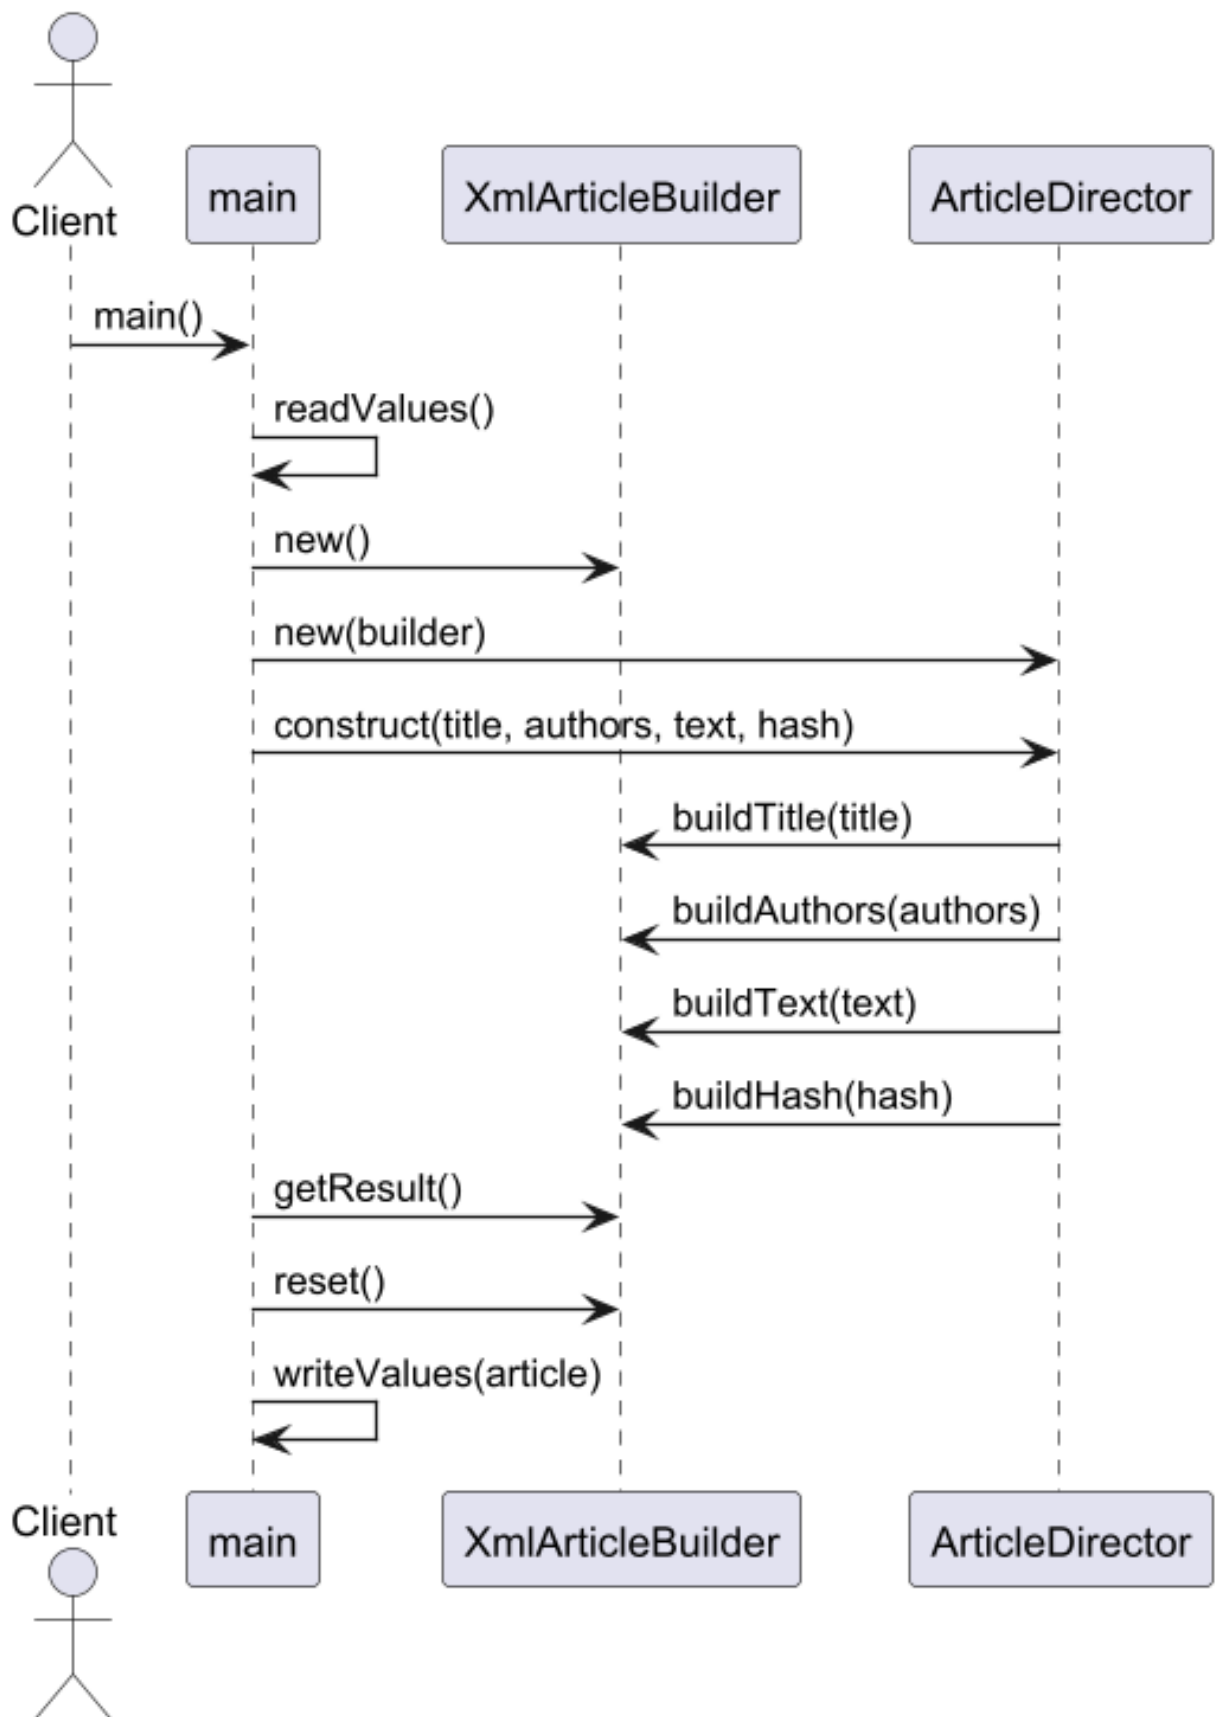 Client
main
XmlArticleBuilder
ArticleDirector
main()
readValues()
new()
new(builder)
construct(title, authors, text, hash)
buildTitle(title)
buildAuthors(authors)
buildText(text)
buildHash(hash)
getResult()
reset()
writeValues(article)
Client
main
XmlArticleBuilder
ArticleDirector